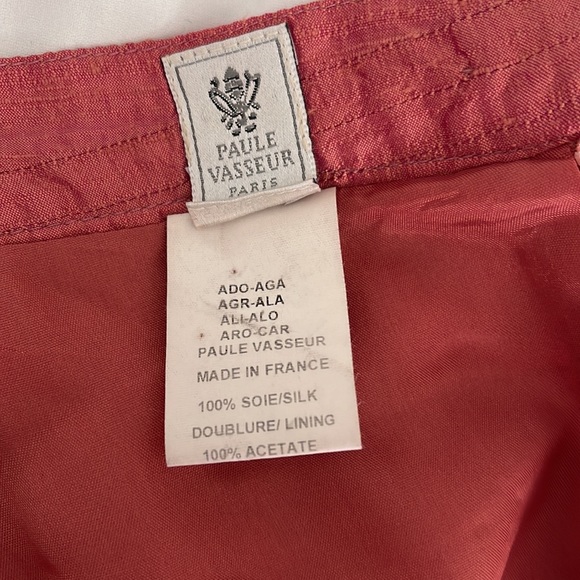 PAULE
VASSEUR
PARIS
ADO-AGA
AGR-ALA
ALI-ALO
ARO-CAR
PAULE VASSEUR
MADE IN FRANCE
100% SOIE/SILK
DOUBLURE/ LINING
100% ACETATE